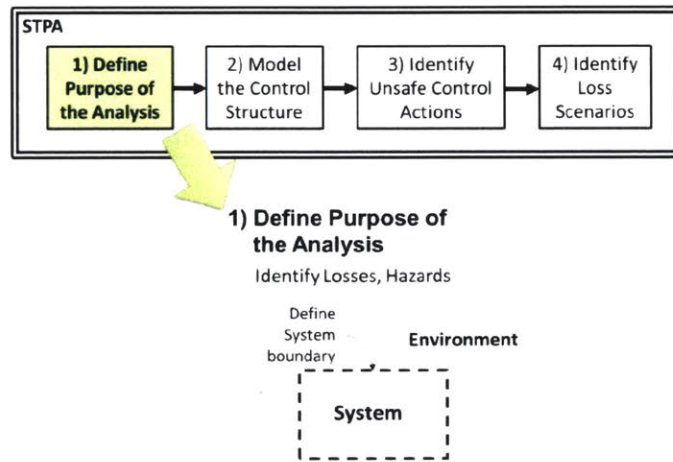 STPA
1) Define
Purpose of
the Analysis
2) Model
the Control
Structure
3) Identify
Unsafe Control
Actions
4) Identify
Loss
Scenarios
1) Define Purpose of
the Analysis
Identify Losses, Hazards
Define
System
boundary
Environment
System